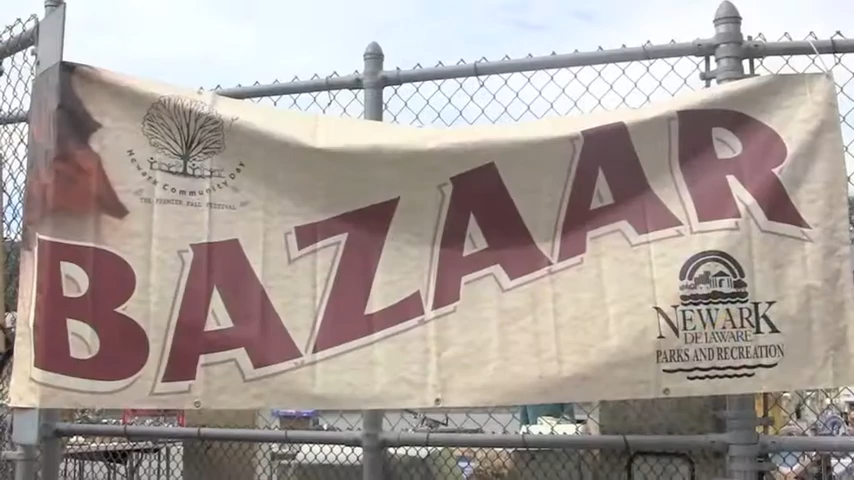 Newark Community Day
THE PREMIER FALL FESTIVAL
BAZAAR
NEWARK
DELAWARE
PARKS AND RECREATION